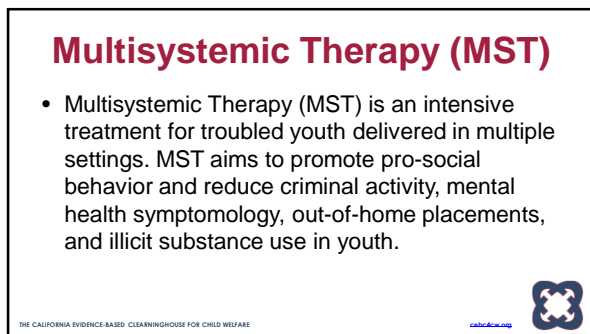 Multisystemic Therapy (MST)
• Multisystemic Therapy (MST) is an intensive
treatment for troubled youth delivered in multiple
settings. MST aims to promote pro-social
behavior and reduce criminal activity, mental
health symptomology, out-of-home placements,
and illicit substance use in youth.
THE CALIFORNIA EVIDENCE-BASED CLEARNINGHOUSE FOR CHILD WELFARE
cebc4cw.org